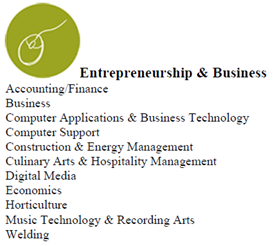 Entrepreneurship & Business
Accounting/Finance
Business
Computer Applications & Business Technology
Computer Support
Construction & Energy Management
Culinary Arts & Hospitality Management
Digital Media
Economics
Horticulture
Music Technology & Recording Arts
Welding